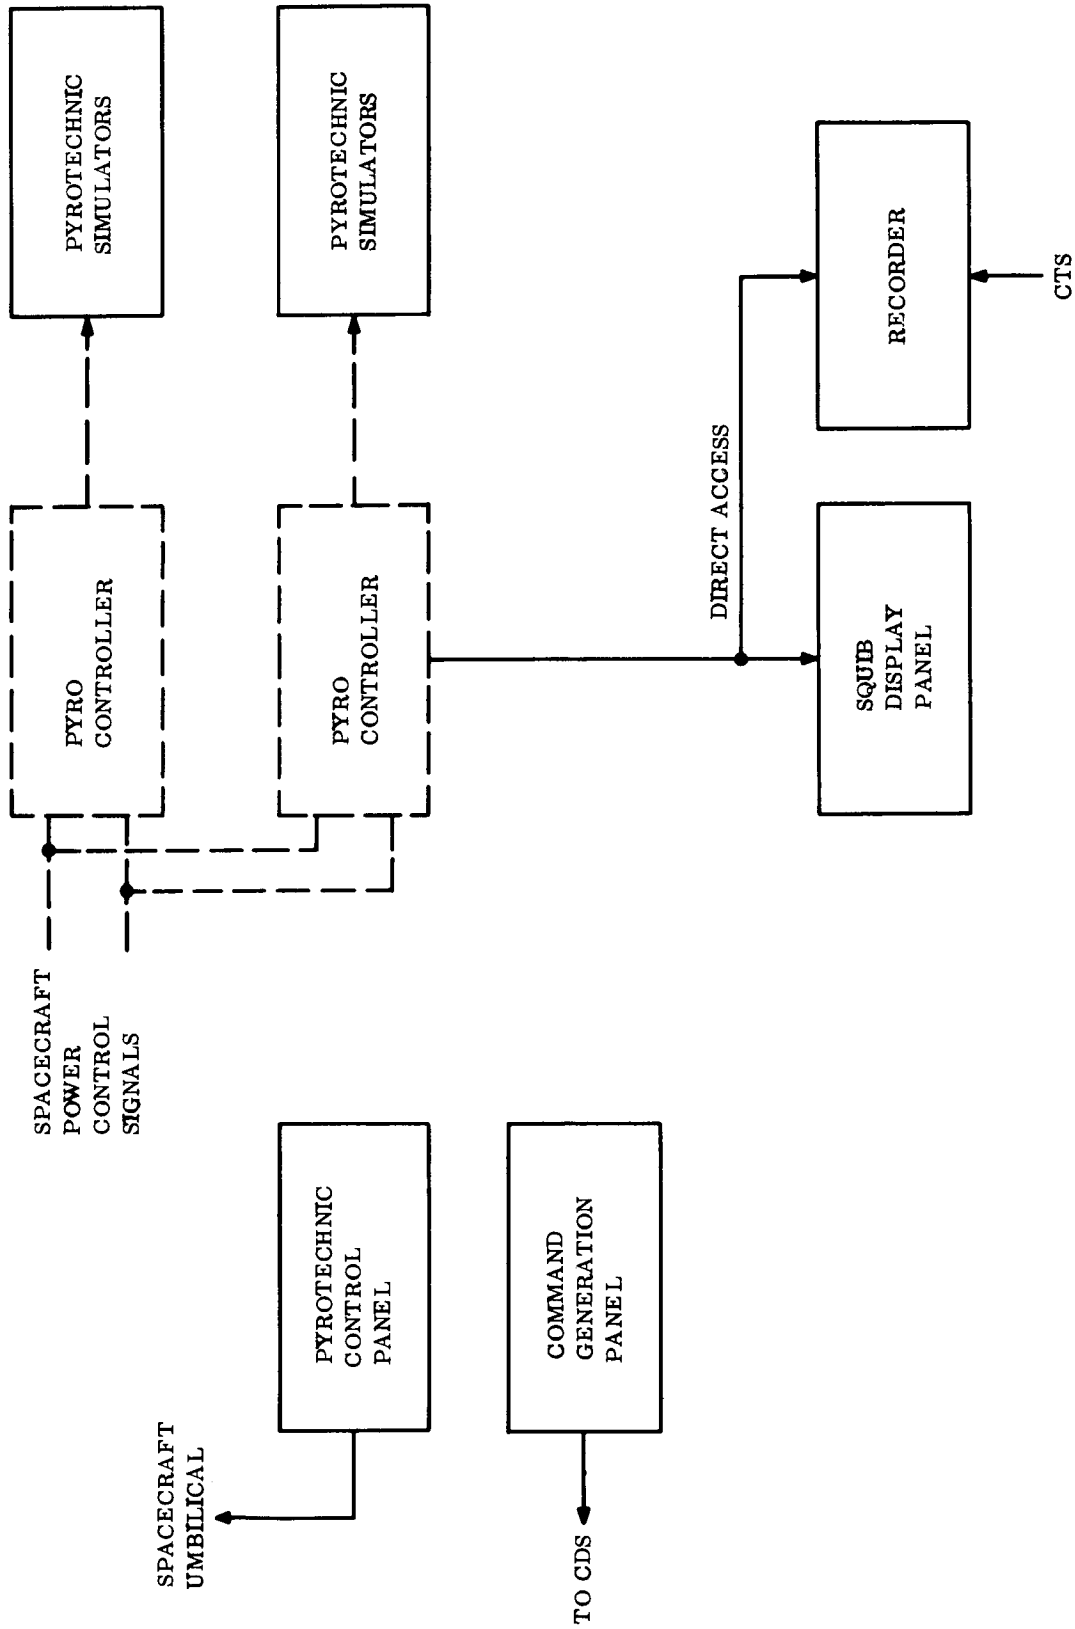 PYROTECHNIC
SIMULATORS
PYROTECHNIC
SIMULATORS
PYRO
CONTROLLER
PYRO
CONTROLLER
SPACECRAFT
POWER
CONTROL
SIGNALS
DIRECT ACCESS
RECORDER
CTS
SQUIB
DISPLAY
PANEL
PYROTECHNIC
CONTROL
PANEL
COMMAND
GENERATION
PANEL
SPACECRAFT
UMBILICAL
TO CDS